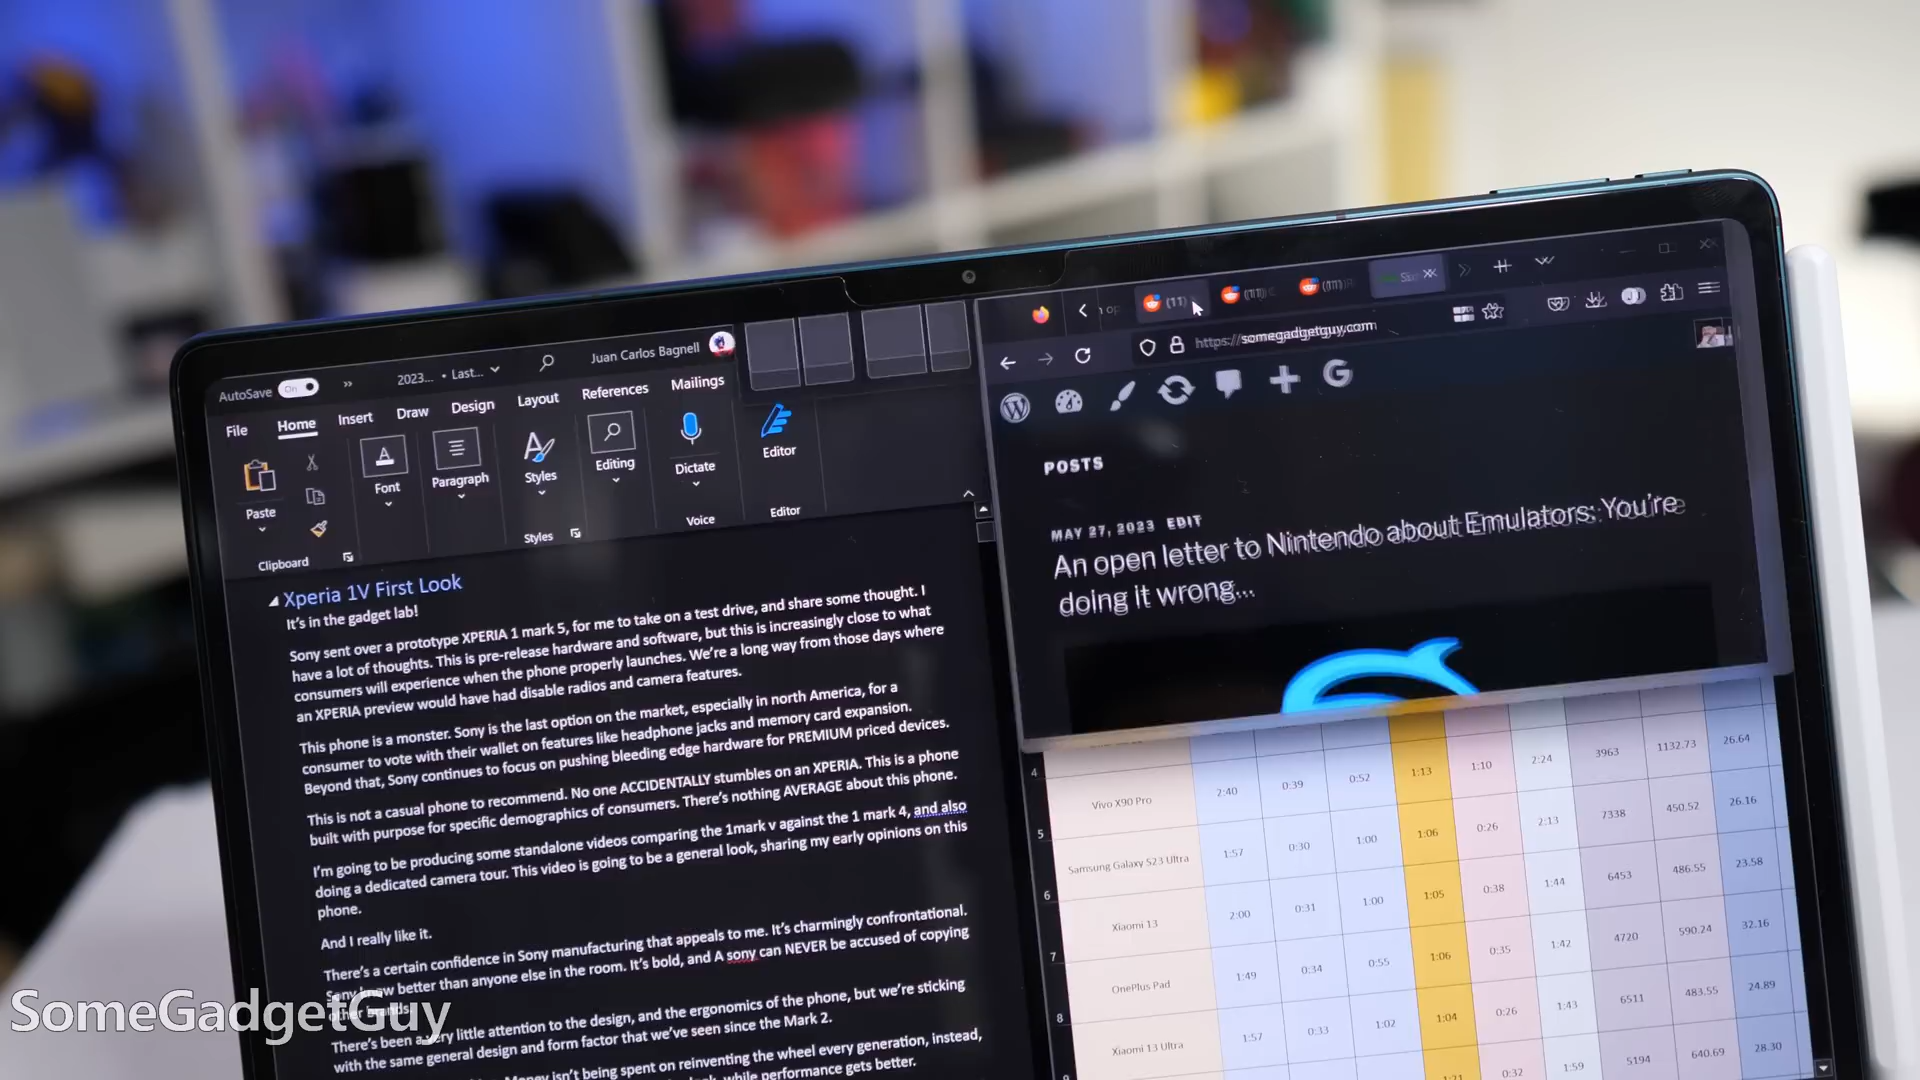 AutoSave On
2023... • Last...
Juan Carlos Bagnell
File Home Insert Draw Design Layout References Mailings
Paste
Font
Paragraph
Styles
Editing
Dictate
Editor
Clipboard
Styles
Voice
Editor
Xperia 1V First Look
It's in the gadget lab!
Sony sent over a prototype XPERIA 1 mark 5, for me to take on a test drive, and share some thought. I
have a lot of thoughts. This is pre-release hardware and software, but this is increasingly close to what
consumers will experience when the phone properly launches. We're a long way from those days where
an XPERIA preview would have had disable radios and camera features.
This phone is a monster. Sony is the last option on the market, especially in north America, for a
consumer to vote with their wallet on features like headphone jacks and memory card expansion.
Beyond that, Sony continues to focus on pushing bleeding edge hardware for PREMIUM priced devices.
This is not a casual phone to recommend. No one ACCIDENTALLY stumbles on an XPERIA. This is a phone
built with purpose for specific demographics of consumers. There's nothing AVERAGE about this phone.
I'm going to be producing some standalone videos comparing the 1mark v against the 1 mark 4, and also
doing a dedicated camera tour. This video is going to be a general look, sharing my early opinions on this
phone.
And I really like it.
There's a certain confidence in Sony manufacturing that appeals to me. It's charmingly confrontational.
Sony knew better than anyone else in the room. It's bold, and A sony can NEVER be accused of copying
other brands.
There's been a very little attention to the design, and the ergonomics of the phone, but we're sticking
with the same general design and form factor that we've seen since the Mark 2.
Money isn't being spent on reinventing the wheel every generation, instead,
while performance gets better.
(11)
https://somegadgetguy.com
POSTS
MAY 27, 2023 EDIT
An open letter to Nintendo about Emulators: You're
doing it wrong...
4
Vivo X90 Pro 2:40 0:39 0:52 1:13 1:10 2:24 3963 1132.73 26.64
5
Samsung Galaxy S23 Ultra 1:57 0:30 1:00 1:06 0:26 2:13 7338 450.52 26.16
6
Xiaomi 13 2:00 0:31 1:00 1:05 0:38 1:44 6453 486.55 23.58
7
OnePlus Pad 1:49 0:34 0:55 1:06 0:35 1:42 4720 590.24 32.16
8
Xiaomi 13 Ultra 1:57 0:33 1:02 1:04 0:26 1:43 6511 483.55 24.89
0:32 1:59 5194 640.69 28.30
SomeGadgetGuy